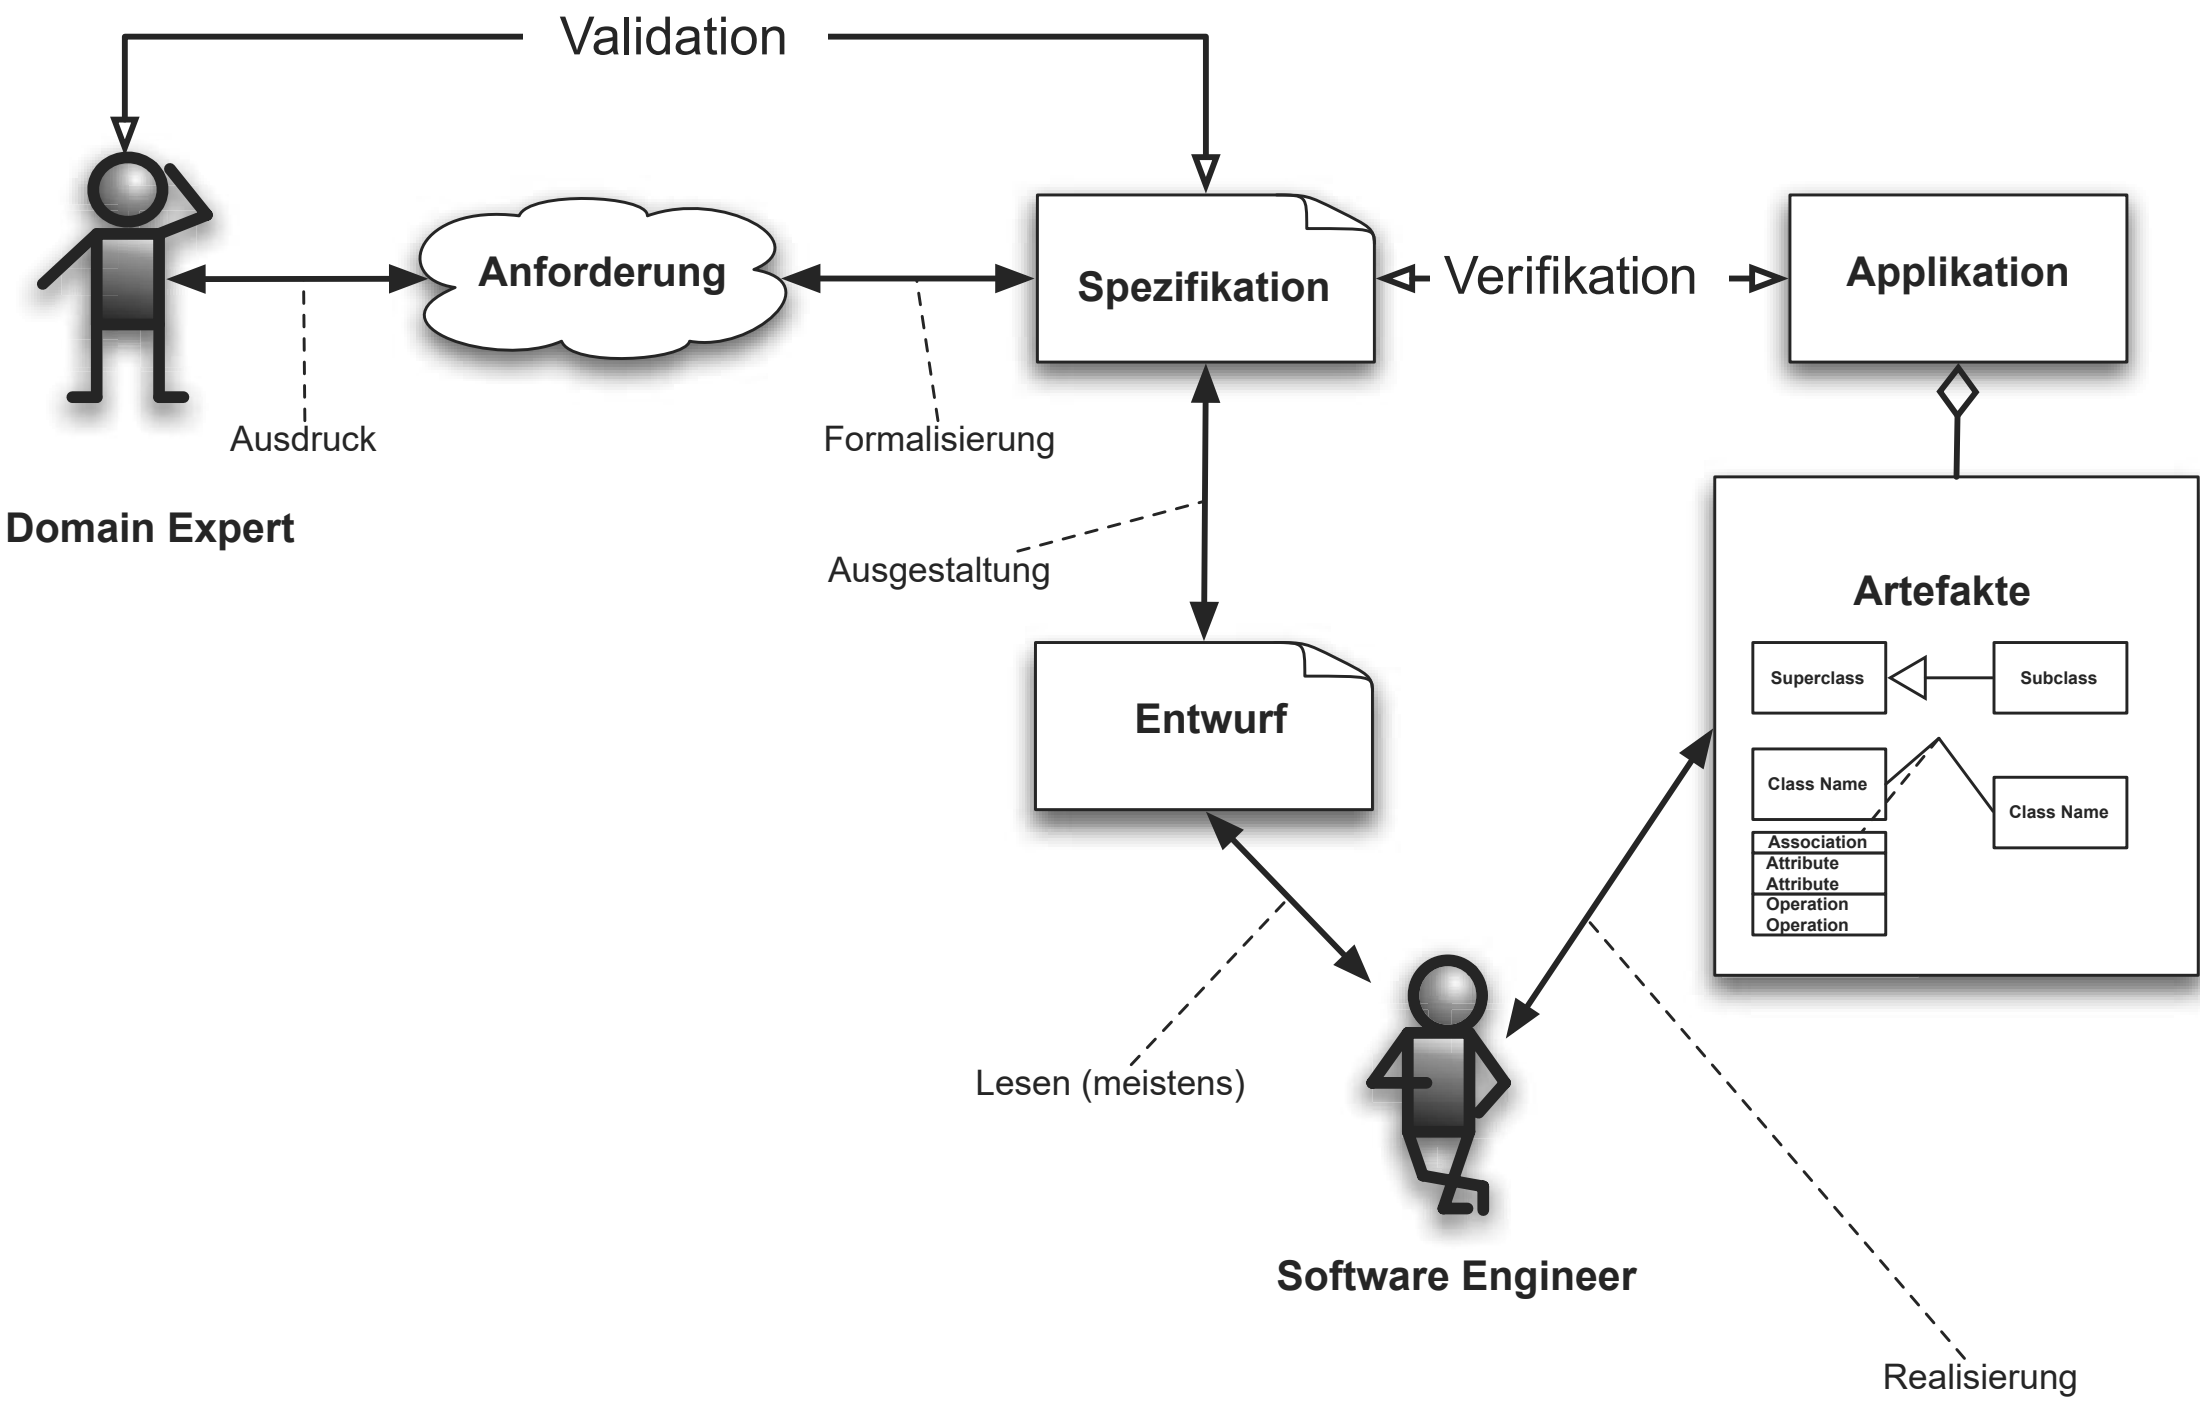 Validation
Anforderung
Spezifikation
Verifikation
Applikation
Ausdruck
Formalisierung
Domain Expert
Ausgestaltung
Artefakte
Superclass
Subclass
Entwurf
Class Name
Class Name
Association
Attribute
Attribute
Operation
Operation
Lesen (meistens)
Software Engineer
Realisierung